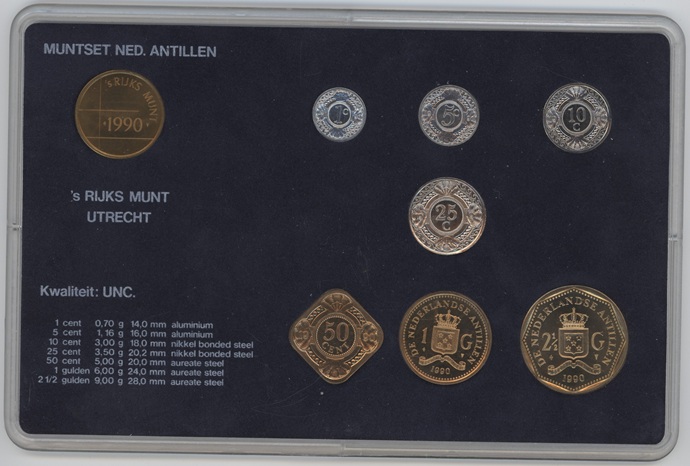 MUNTSET NED. ANTILLEN
's RIJKS MUNT
1990
1c
5c
10
C
25
C
's RIJKS MUNT
UTRECHT
Kwaliteit: UNC.
1 cent 0,70 g 14,0 mm aluminium
5 cent 1,16 g 16,0 mm aluminium
10 cent 3,00 g 18,0 mm nikkel bonded steel
25 cent 3,50 g 20,2 mm nikkel bonded steel
50 cent 5,00 g 20,0 mm aureate steel
1 gulden 6,00 g 24,0 mm aureate steel
2 1/2 gulden 9,00 g 28,0 mm aureate steel
50
CENT
DE NEDERLANDSE ANTILLEN
1 G
1990
DE NEDERLANDSE ANTILLEN
2½ G
1990